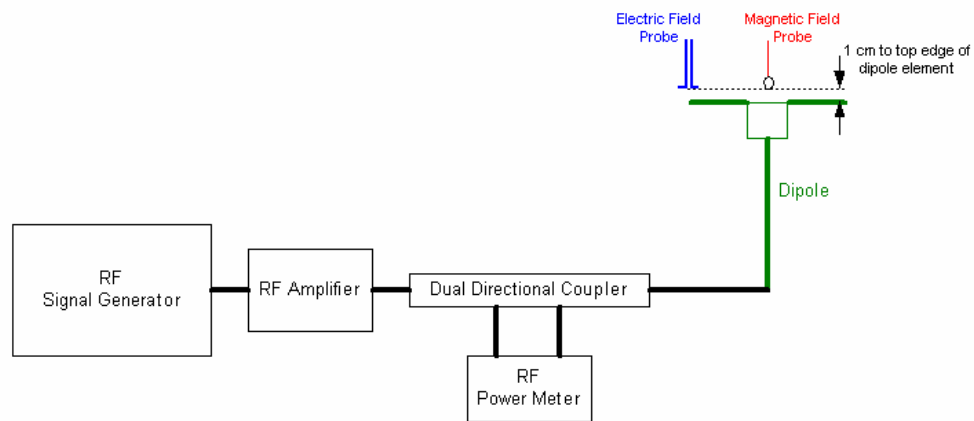 Electric Field
Probe
Magnetic Field
Probe
1 cm to top edge of
dipole element
Dipole
RF
Signal Generator
RF Amplifier
Dual Directional Coupler
RF
Power Meter